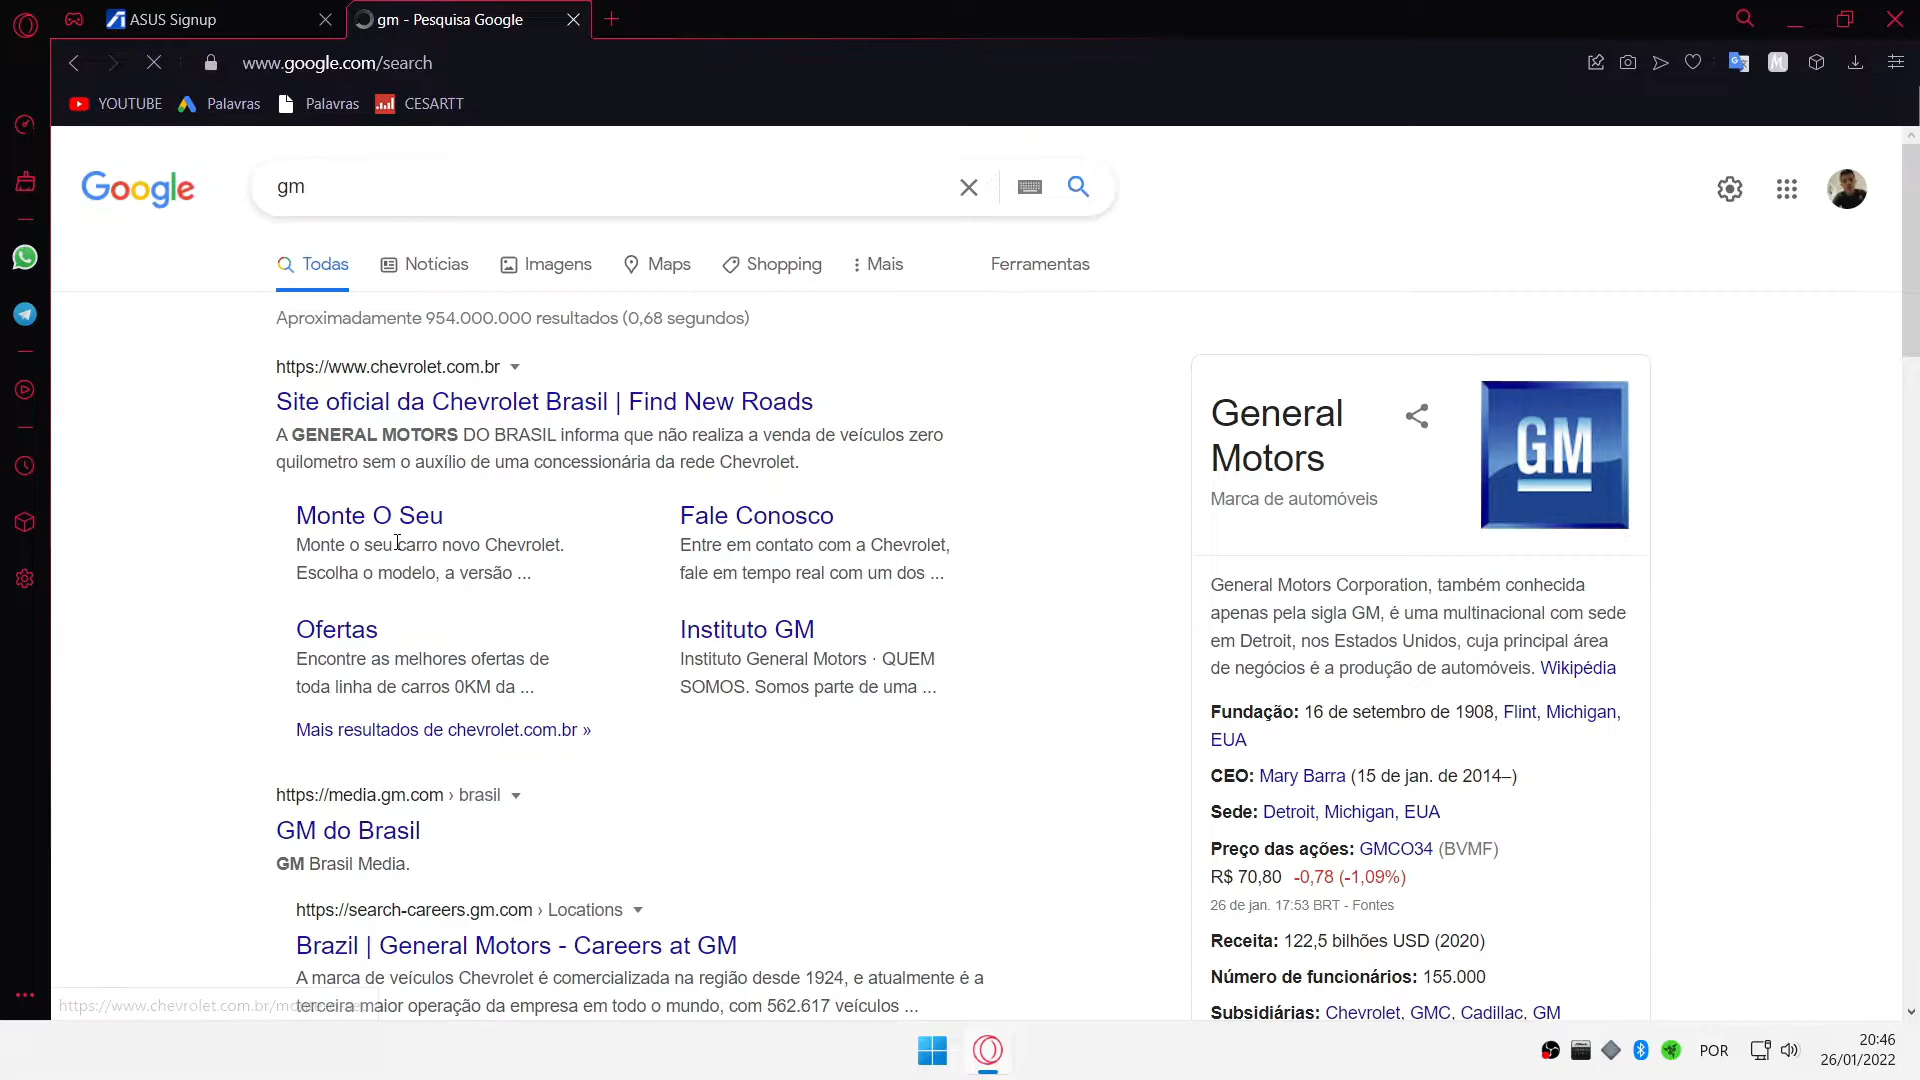 ASUS Signup
gm - Pesquisa Google
www.google.com/search
YOUTUBE
Palavras
Palavras
CESARTT
Google
gm
Todas
Notícias
Imagens
Maps
Shopping
Mais
Ferramentas
Aproximadamente 954.000.000 resultados (0,68 segundos)
https://www.chevrolet.com.br
Site oficial da Chevrolet Brasil | Find New Roads
A GENERAL MOTORS DO BRASIL informa que não realiza a venda de veículos zero
quilometro sem o auxílio de uma concessionária da rede Chevrolet.
Monte O Seu
Monte o seu carro novo Chevrolet.
Escolha o modelo, a versão ...
Fale Conosco
Entre em contato com a Chevrolet,
fale em tempo real com um dos ...
Ofertas
Encontre as melhores ofertas de
toda linha de carros 0KM da ...
Instituto GM
Instituto General Motors · QUEM
SOMOS. Somos parte de uma ...
Mais resultados de chevrolet.com.br »
https://media.gm.com › brasil
GM do Brasil
GM Brasil Media.
https://search-careers.gm.com › Locations
Brazil | General Motors - Careers at GM
A marca de veículos Chevrolet é comercializada na região desde 1924, e atualmente é a
terceira maior operação da empresa em todo o mundo, com 562.617 veículos ...
General
Motors
Marca de automóveis
GM
General Motors Corporation, também conhecida
apenas pela sigla GM, é uma multinacional com sede
em Detroit, nos Estados Unidos, cuja principal área
de negócios é a produção de automóveis. Wikipédia
Fundação: 16 de setembro de 1908, Flint, Michigan,
EUA
CEO: Mary Barra (15 de jan. de 2014–)
Sede: Detroit, Michigan, EUA
Preço das ações: GMCO34 (BVMF)
R$ 70,80 -0,78 (-1,09%)
26 de jan. 17:53 BRT - Fontes
Receita: 122,5 bilhões USD (2020)
Número de funcionários: 155.000
Subsidiárias: Chevrolet, GMC, Cadillac, GM
POR
20:46
26/01/2022